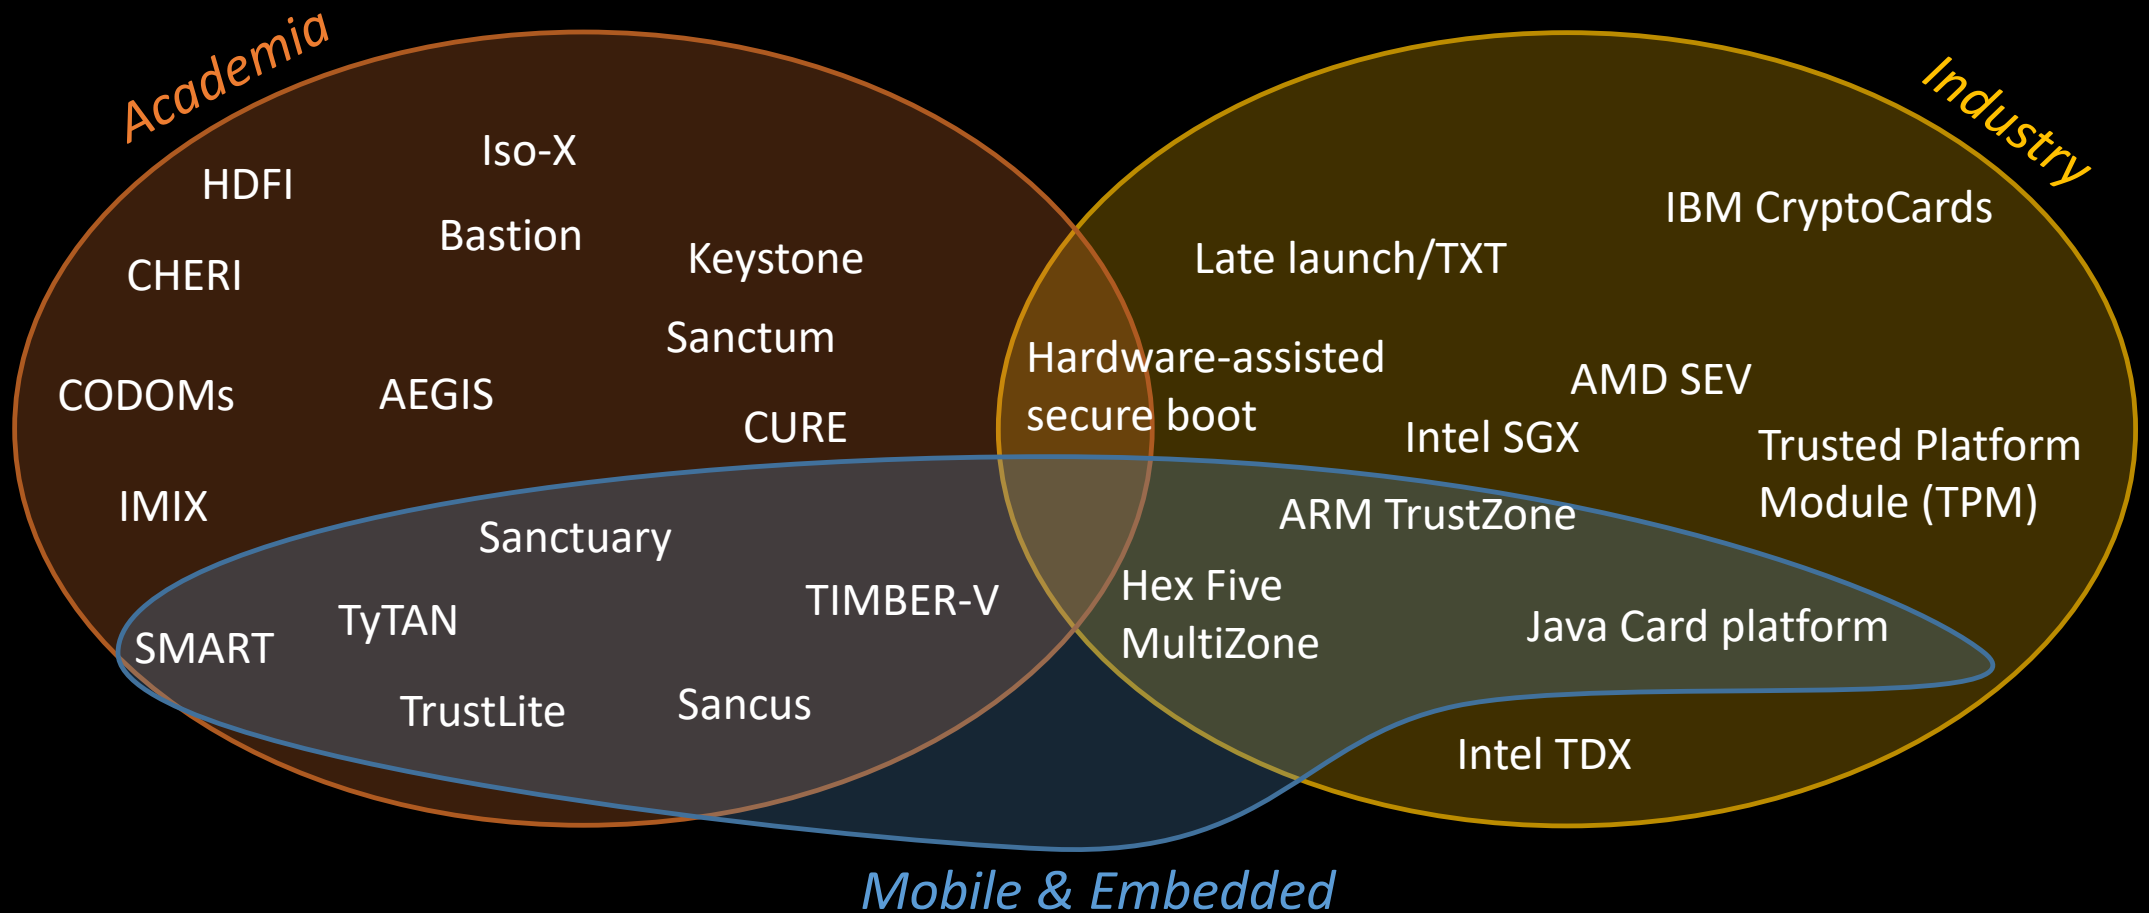 Academia
Industry
Iso-X
HDFI
IBM CryptoCards
Bastion
Keystone
Late launch/TXT
CHERI
Sanctum
Hardware-assisted
secure boot
AMD SEV
CODOMs
AEGIS
CURE
Intel SGX
Trusted Platform
Module (TPM)
IMIX
ARM TrustZone
Sanctuary
TIMBER-V
Hex Five
MultiZone
TyTAN
Java Card platform
SMART
TrustLite
Sancus
Intel TDX
Mobile & Embedded